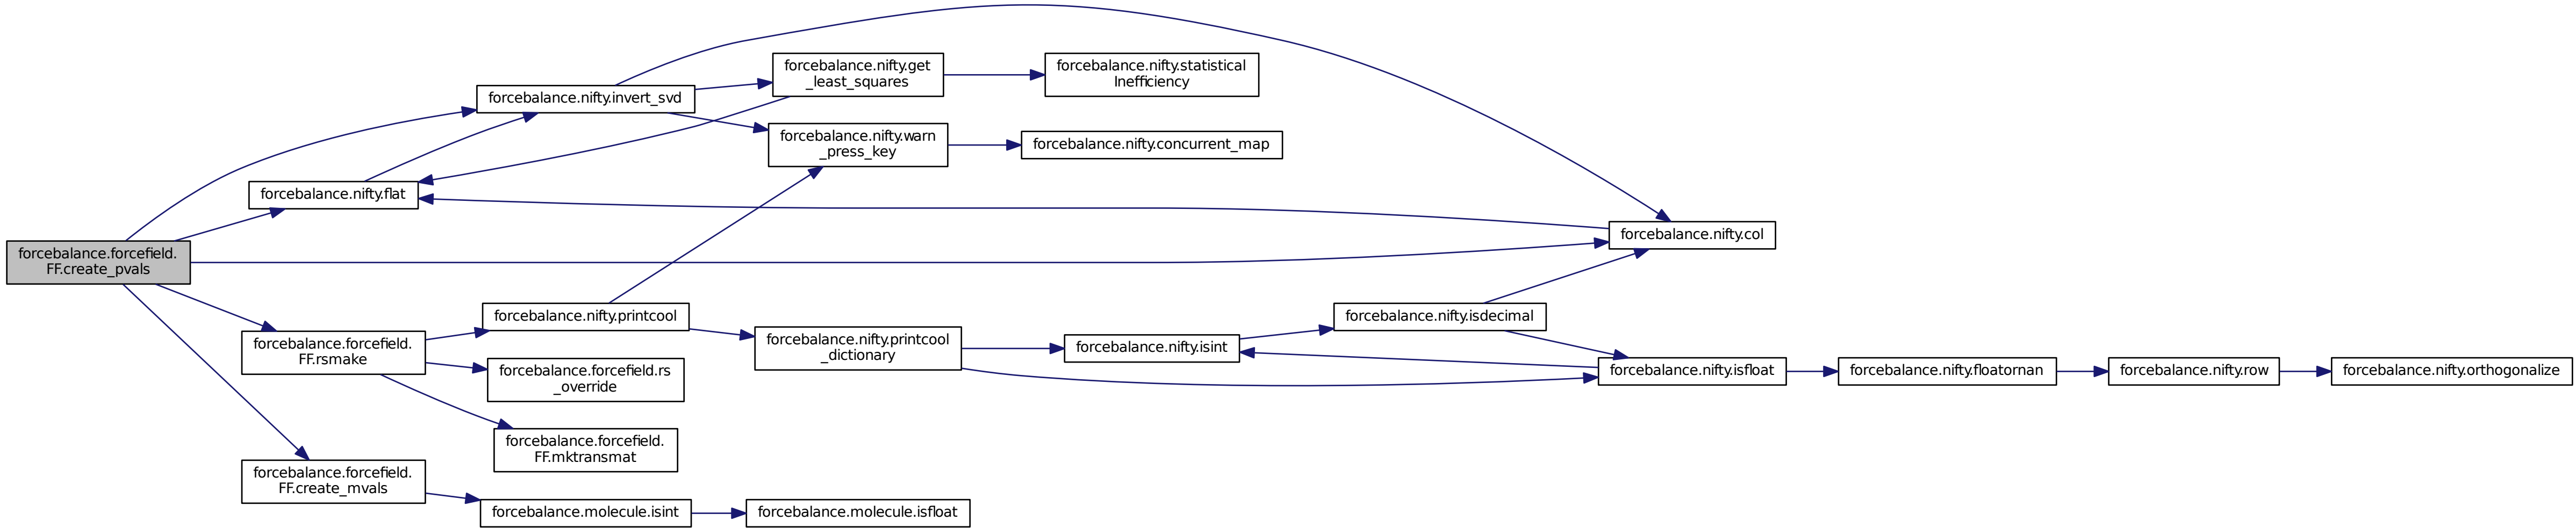 forcebalance.forcefield.
FF.create_pvals
forcebalance.nifty.invert_svd
forcebalance.nifty.flat
forcebalance.forcefield.
FF.rsmake
forcebalance.forcefield.
FF.create_mvals
forcebalance.nifty.get
_least_squares
forcebalance.nifty.warn
_press_key
forcebalance.nifty.printcool
forcebalance.forcefield.rs
_override
forcebalance.forcefield.
FF.mktransmat
forcebalance.molecule.isint
forcebalance.nifty.statistical
Inefficiency
forcebalance.nifty.concurrent_map
forcebalance.nifty.printcool
_dictionary
forcebalance.molecule.isfloat
forcebalance.nifty.isint
forcebalance.nifty.isdecimal
forcebalance.nifty.col
forcebalance.nifty.isfloat
forcebalance.nifty.floatornan
forcebalance.nifty.row
forcebalance.nifty.orthogonalize